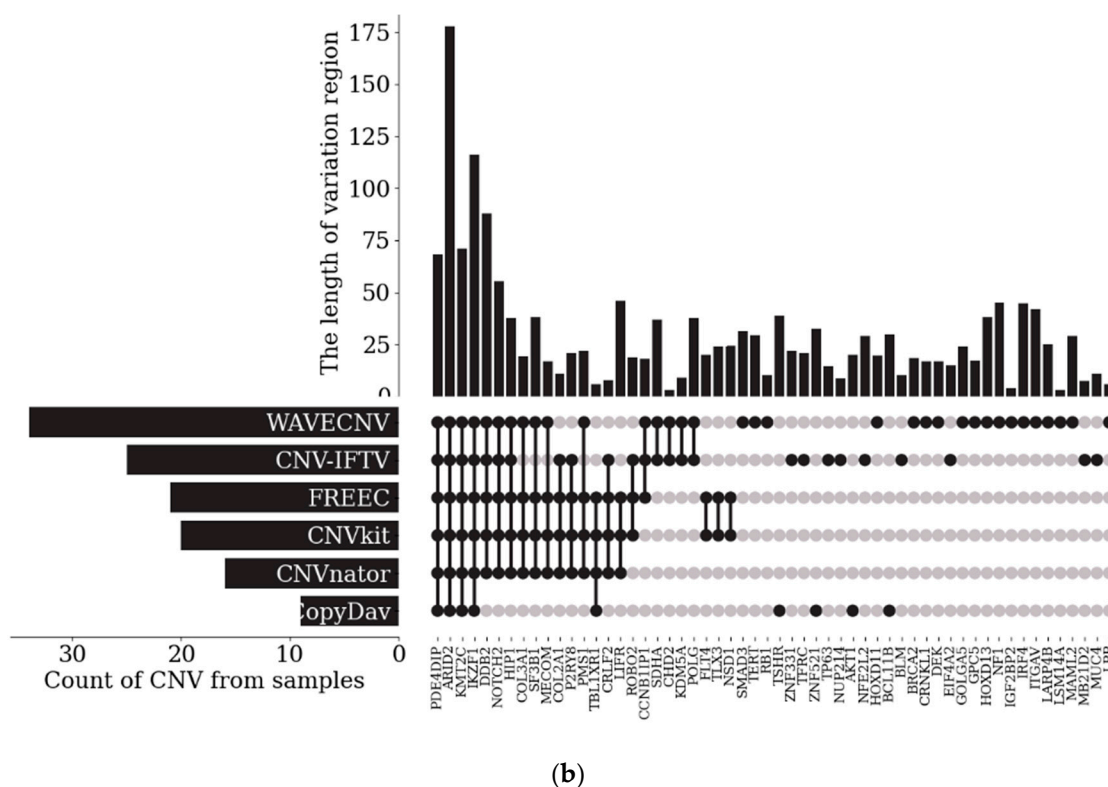 175
150
125
100
75
50
25
0
The length of variation region
WAVECNV
CNV-IFTV
FREEC
CNVkit
CNVnator
CopyDav
30
20
10
0
Count of CNV from samples
PDE4DIP
ARID2
KMT2C
IKZF1
DDB2
NOTCH2
HIP1
COL3A1
SF3B1
MECOM
COL2A1
P2RY8
PMS1
TBL1XR1
CRLF2
LIFR
ROBO2
CCNB1IP1
SDHA
CHD2
KDM5A
POLG
FLT4
TLX3
NSD1
SMAD3
TERT
RB1
TSHR
ZNF331
TFRC
ZNF521
TP63
NUP214
AKT1
NFE2L2
HOXD11
BCL11B
BLM
BRCA2
CRNKL1
DEK
EIF4A2
GOLGA5
GPC5
HOXD13
NF1
IGF2BP2
IRF4
ITGAV
LARP4B
LSM14A
MAML2
MB21D2
MUC4
(b)